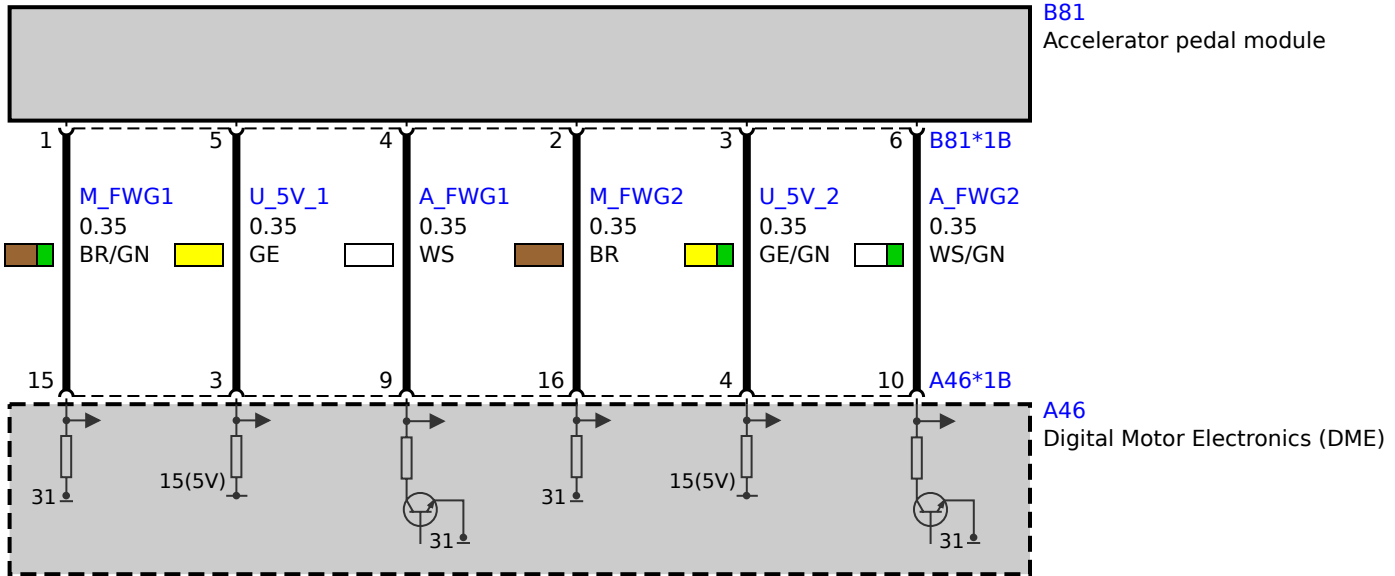 B81
Accelerator pedal module
1 5 4 2 3 6 B81*1B
M_FWG1 U_5V_1 A_FWG1 M_FWG2 U_5V_2 A_FWG2
0.35 0.35 0.35 0.35 0.35 0.35
BR/GN GE WS BR GE/GN WS/GN
15 3 9 16 4 10 A46*1B
A46
Digital Motor Electronics (DME)
15(5V) 15(5V)
31 31
31 31